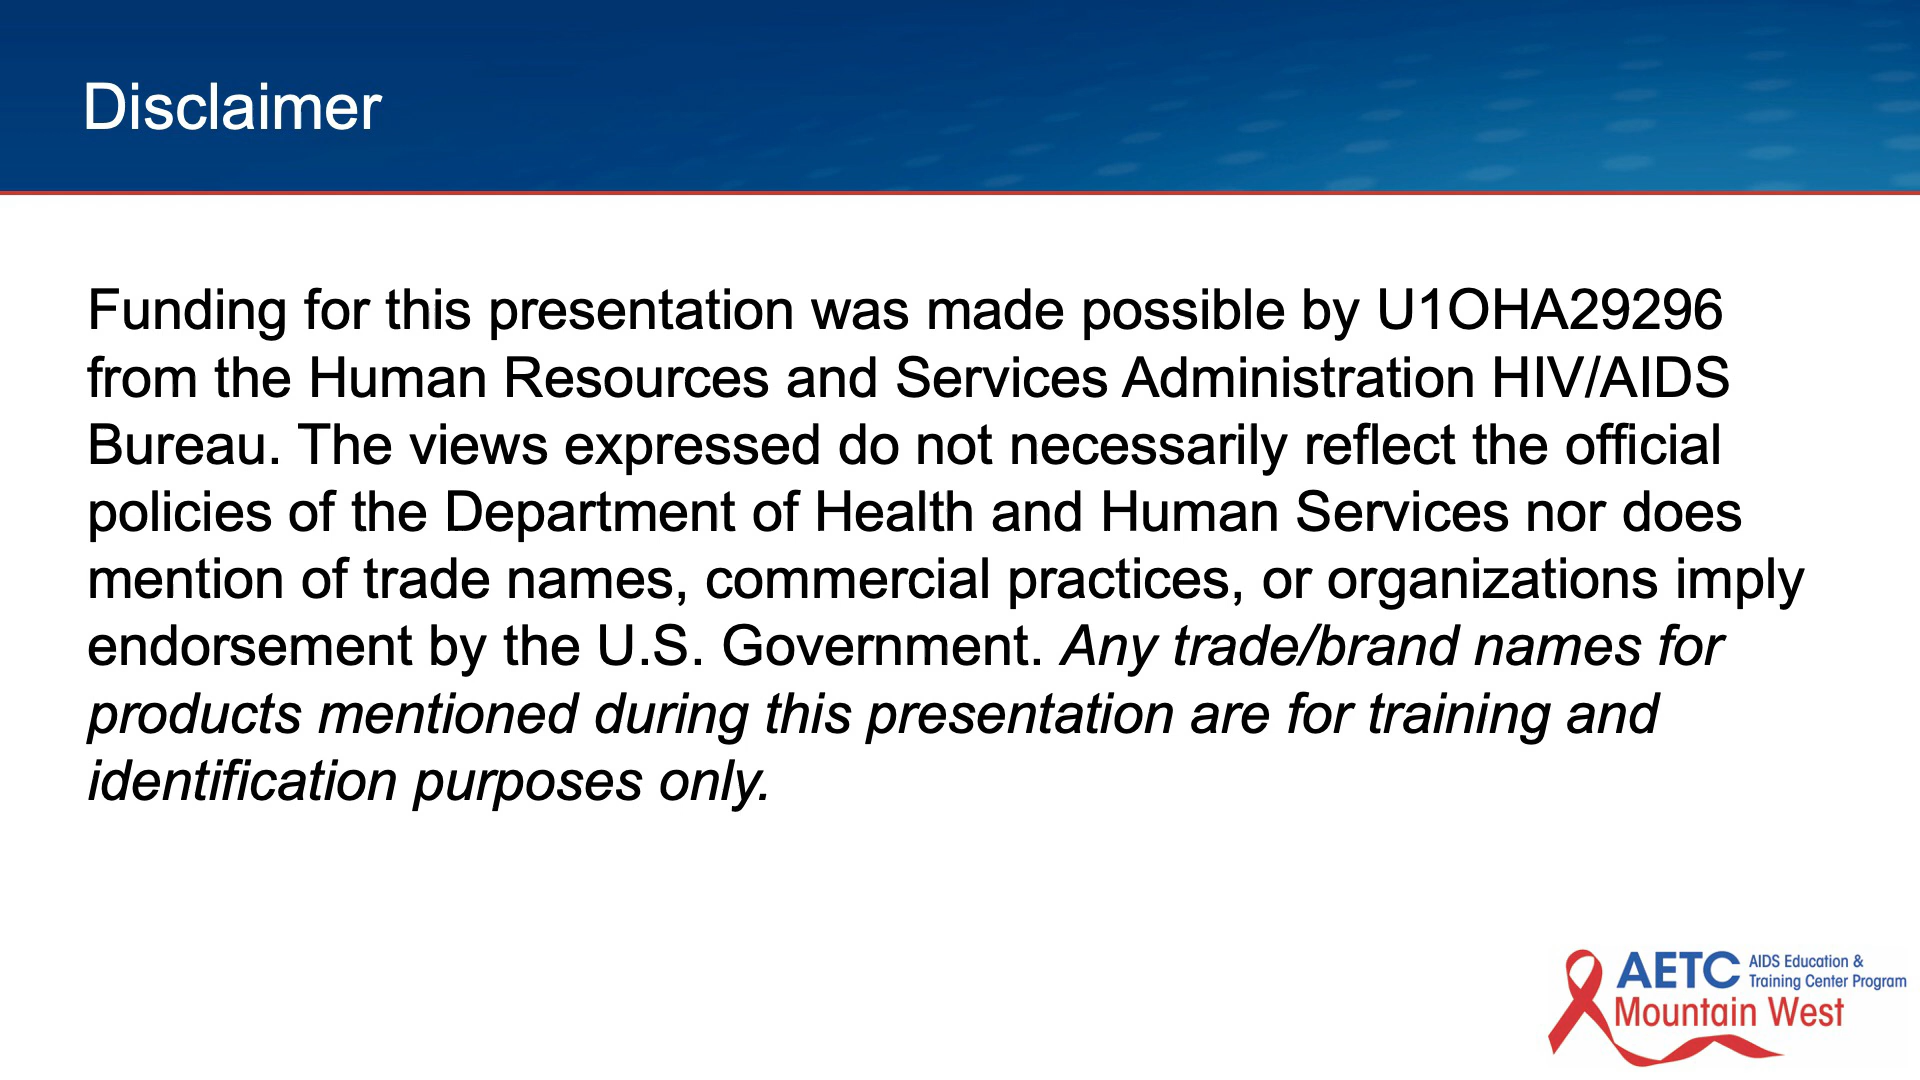 Disclaimer
Funding for this presentation was made possible by U1OHA29296
from the Human Resources and Services Administration HIV/AIDS
Bureau. The views expressed do not necessarily reflect the official
policies of the Department of Health and Human Services nor does
mention of trade names, commercial practices, or organizations imply
endorsement by the U.S. Government. Any trade/brand names for
products mentioned during this presentation are for training and
identification purposes only.
AETC AIDS Education &
Training Center Program
Mountain West